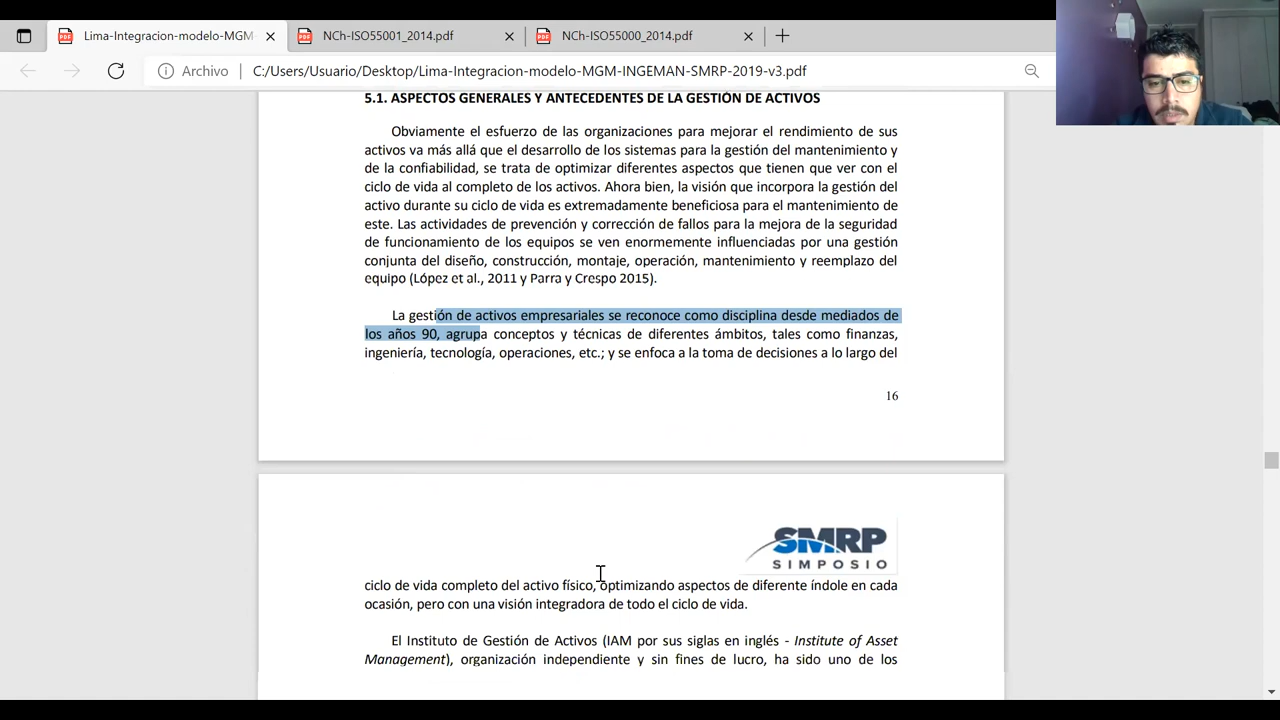 Lima-Integracion-modelo-MGM-
NCh-ISO55001_2014.pdf
NCh-ISO55000_2014.pdf
Archivo
C:/Users/Usuario/Desktop/Lima-Integracion-modelo-MGM-INGEMAN-SMRP-2019-v3.pdf
5.1. ASPECTOS GENERALES Y ANTECEDENTES DE LA GESTIÓN DE ACTIVOS
Obviamente el esfuerzo de las organizaciones para mejorar el rendimiento de sus
activos va más allá que el desarrollo de los sistemas para la gestión del mantenimiento y
de la confiabilidad, se trata de optimizar diferentes aspectos que tienen que ver con el
ciclo de vida al completo de los activos. Ahora bien, la visión que incorpora la gestión del
activo durante su ciclo de vida es extremadamente beneficiosa para el mantenimiento de
este. Las actividades de prevención y corrección de fallos para la mejora de la seguridad
de funcionamiento de los equipos se ven enormemente influenciadas por una gestión
conjunta del diseño, construcción, montaje, operación, mantenimiento y reemplazo del
equipo (López et al., 2011 y Parra y Crespo 2015).
La gestión de activos empresariales se reconoce como disciplina desde mediados de
los años 90, agrupa conceptos y técnicas de diferentes ámbitos, tales como finanzas,
ingeniería, tecnología, operaciones, etc.; y se enfoca a la toma de decisiones a lo largo del
16
SMRP
SIMPOSIO
ciclo de vida completo del activo físico, optimizando aspectos de diferente índole en cada
ocasión, pero con una visión integradora de todo el ciclo de vida.
El Instituto de Gestión de Activos (IAM por sus siglas en inglés - Institute of Asset
Management), organización independiente y sin fines de lucro, ha sido uno de los